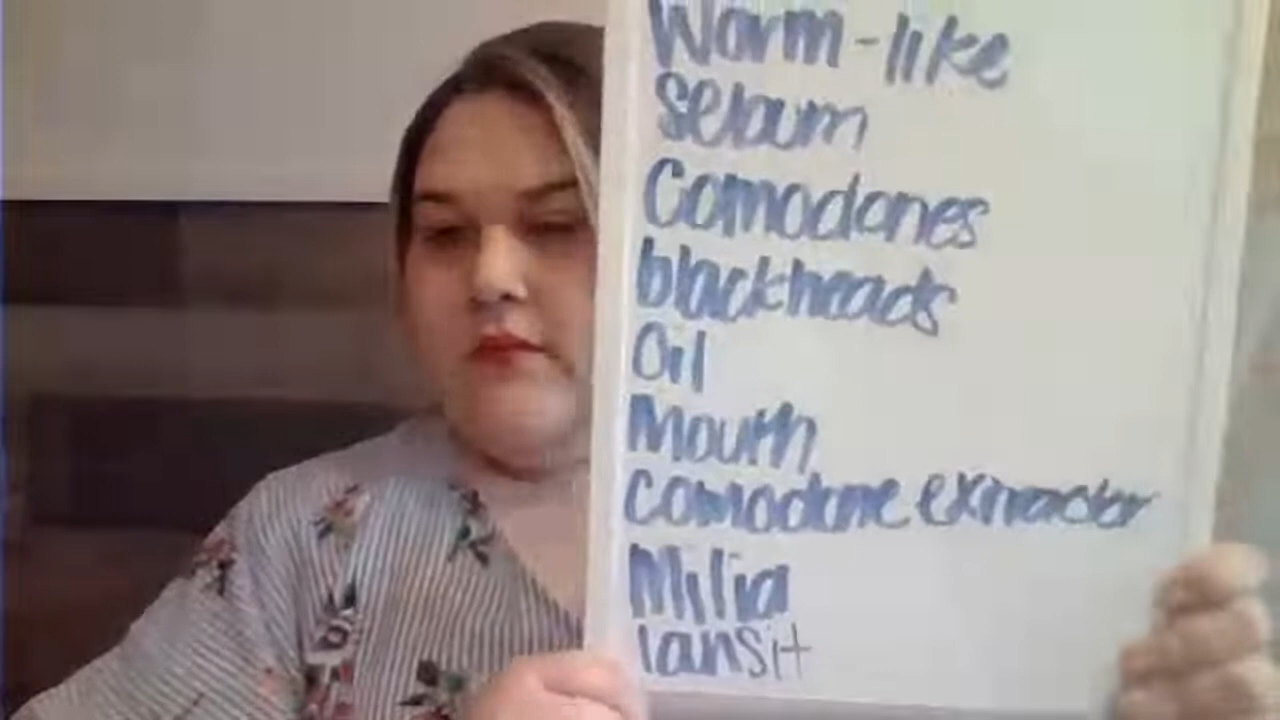 Worm-like
Sebum
Comodones
blackheads
Oil
Mouth
Comodone extractor
Milia
lansit